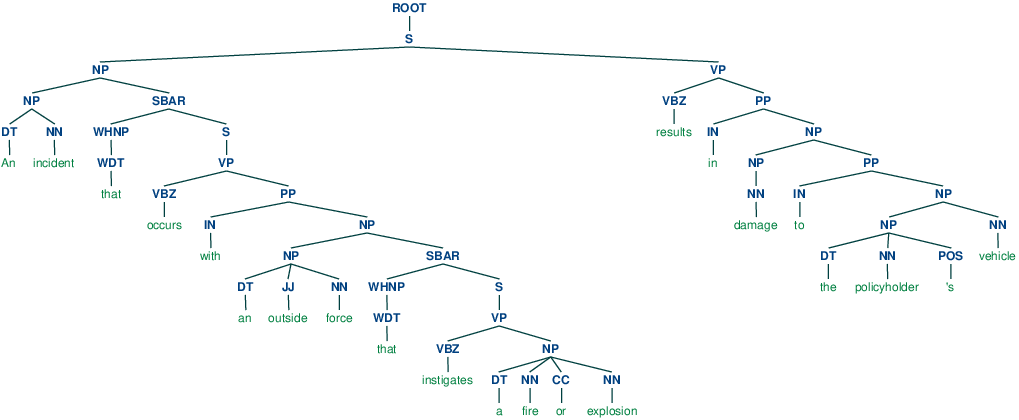 ROOT
S
NP VP
NP SBAR VBZ PP
DT NN WHNP S results IN NP
An incident WDT VP in NP PP
that VBZ PP NN IN NP
occurs IN NP damage to NP NN
with NP SBAR DT NN POS vehicle
DT JJ NN WHNP S the policyholder 's
an outside force WDT VP
that VBZ NP
instigates DT NN CC NN
a fire or explosion